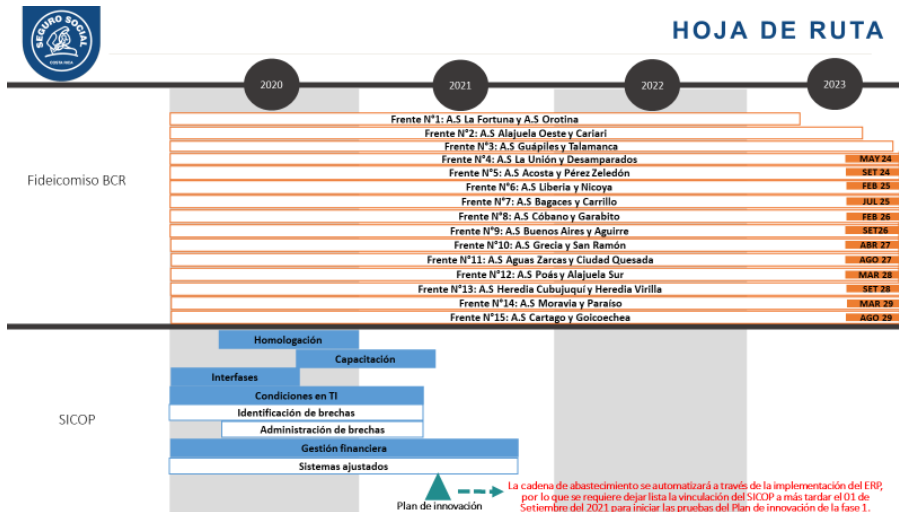 SEGURO SOCIAL
COSTA RICA
HOJA DE RUTA
2020
2021
2022
2023
Fideicomiso BCR
Frente N°1: A.S La Fortuna y A.S Orotina
Frente N°2: A.S Alajuela Oeste y Cariari
Frente N°3: A.S Guápiles y Talamanca
Frente N°4: A.S La Unión y Desamparados
MAY 24
Frente N°5: A.S Acosta y Pérez Zeledón
SET 24
Frente N°6: A.S Liberia y Nicoya
FEB 25
Frente N°7: A.S Bagaces y Carrillo
JUL 25
Frente N°8: A.S Cóbano y Garabito
FEB 26
Frente N°9: A.S Buenos Aires y Aguirre
SET26
Frente N°10: A.S Grecia y San Ramón
ABR 27
Frente N°11: A.S Aguas Zarcas y Ciudad Quesada
AGO 27
Frente N°12: A.S Poás y Alajuela Sur
MAR 28
Frente N°13: A.S Heredia Cubujuquí y Heredia Virilla
SET 28
Frente N°14: A.S Moravia y Paraíso
MAR 29
Frente N°15: A.S Cartago y Goicoechea
AGO 29
SICOP
Homologación
Capacitación
Interfases
Condiciones en TI
Identificación de brechas
Administración de brechas
Gestión financiera
Sistemas ajustados
Plan de innovación
La cadena de abastecimiento se automatizará a través de la implementación del ERP,
por lo que se requiere dejar lista la vinculación del SICOP a más tardar el 01 de
Setiembre del 2021 para iniciar las pruebas del Plan de innovación de la fase 1.